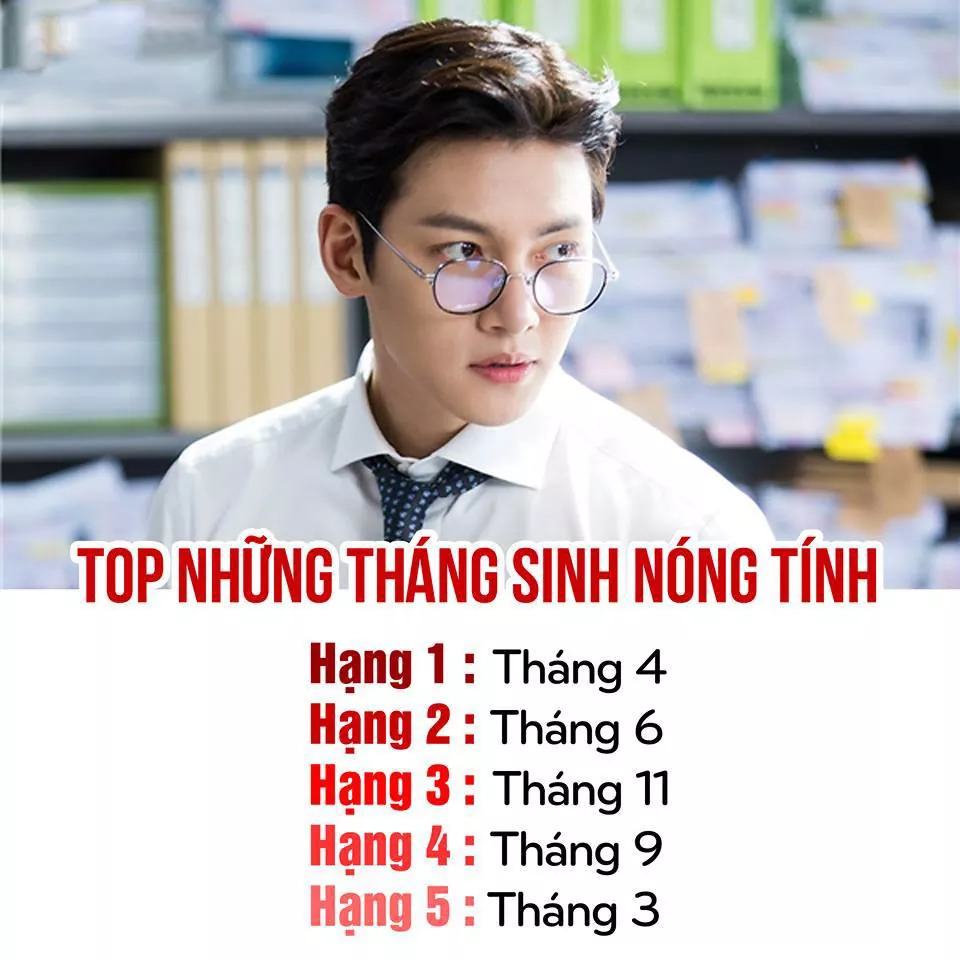 TOP NHỮNG THÁNG SINH NÓNG TÍNH
Hạng 1 : Tháng 4
Hạng 2 : Tháng 6
Hạng 3 : Tháng 11
Hạng 4 : Tháng 9
Hạng 5 : Tháng 3